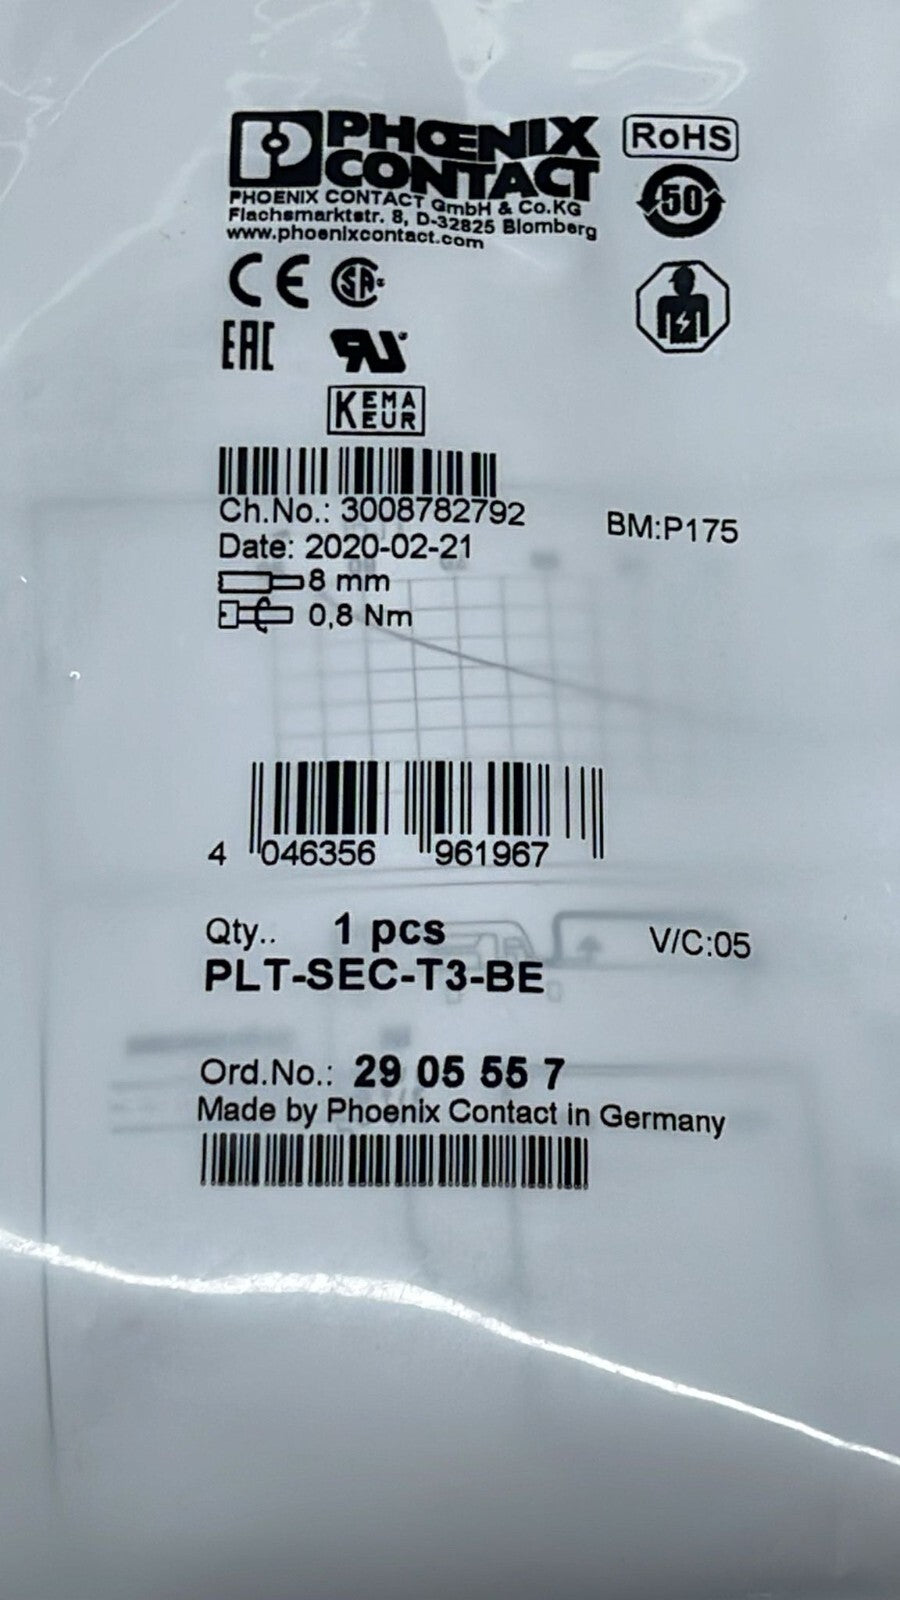 PHŒNIX
CONTACT
RoHS
PHOENIX CONTACT GmbH & Co.KG
Flachsmarktstr. 8, D-32825 Blomberg
www.phoenixcontact.com
50
CE SA
EAC
KEMA
EUR
Ch.No.: 3008782792
BM:P175
Date: 2020-02-21
8 mm
0,8 Nm
4 046356 961967
Qty.. 1 pcs
V/C:05
PLT-SEC-T3-BE
Ord.No.: 29 05 55 7
Made by Phoenix Contact in Germany